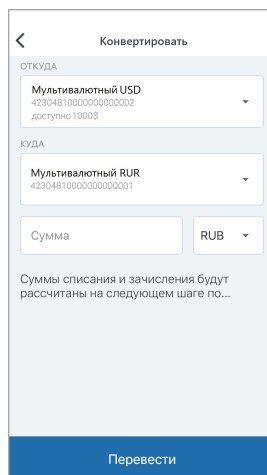 Конвертировать
ОТКУДА
Мультивалютный USD
42304810000000000002
доступно 1000$
КУДА
Мультивалютный RUR
42304810000000000001
Сумма
RUB
Суммы списания и зачисления будут
рассчитаны на следующем шаге по...
Перевести